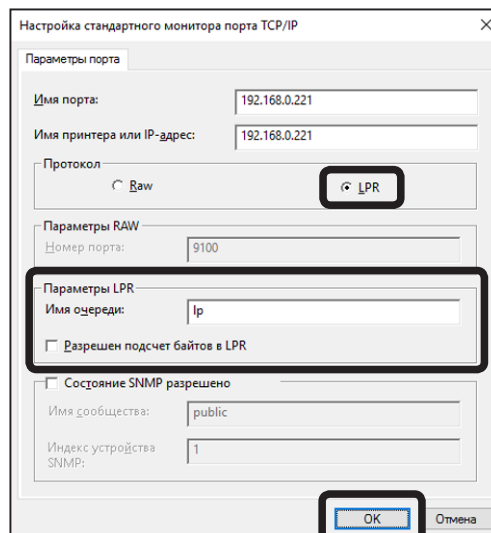 Настройка стандартного монитора порта TCP/IP
Параметры порта
Имя порта: 192.168.0.221
Имя принтера или IP-адрес: 192.168.0.221
Протокол
Raw LPR
Параметры RAW
Номер порта: 9100
Параметры LPR
Имя очереди: lp
Разрешен подсчет байтов в LPR
Состояние SNMP разрешено
Имя сообщества: public
Индекс устройства SNMP: 1
OK Отмена